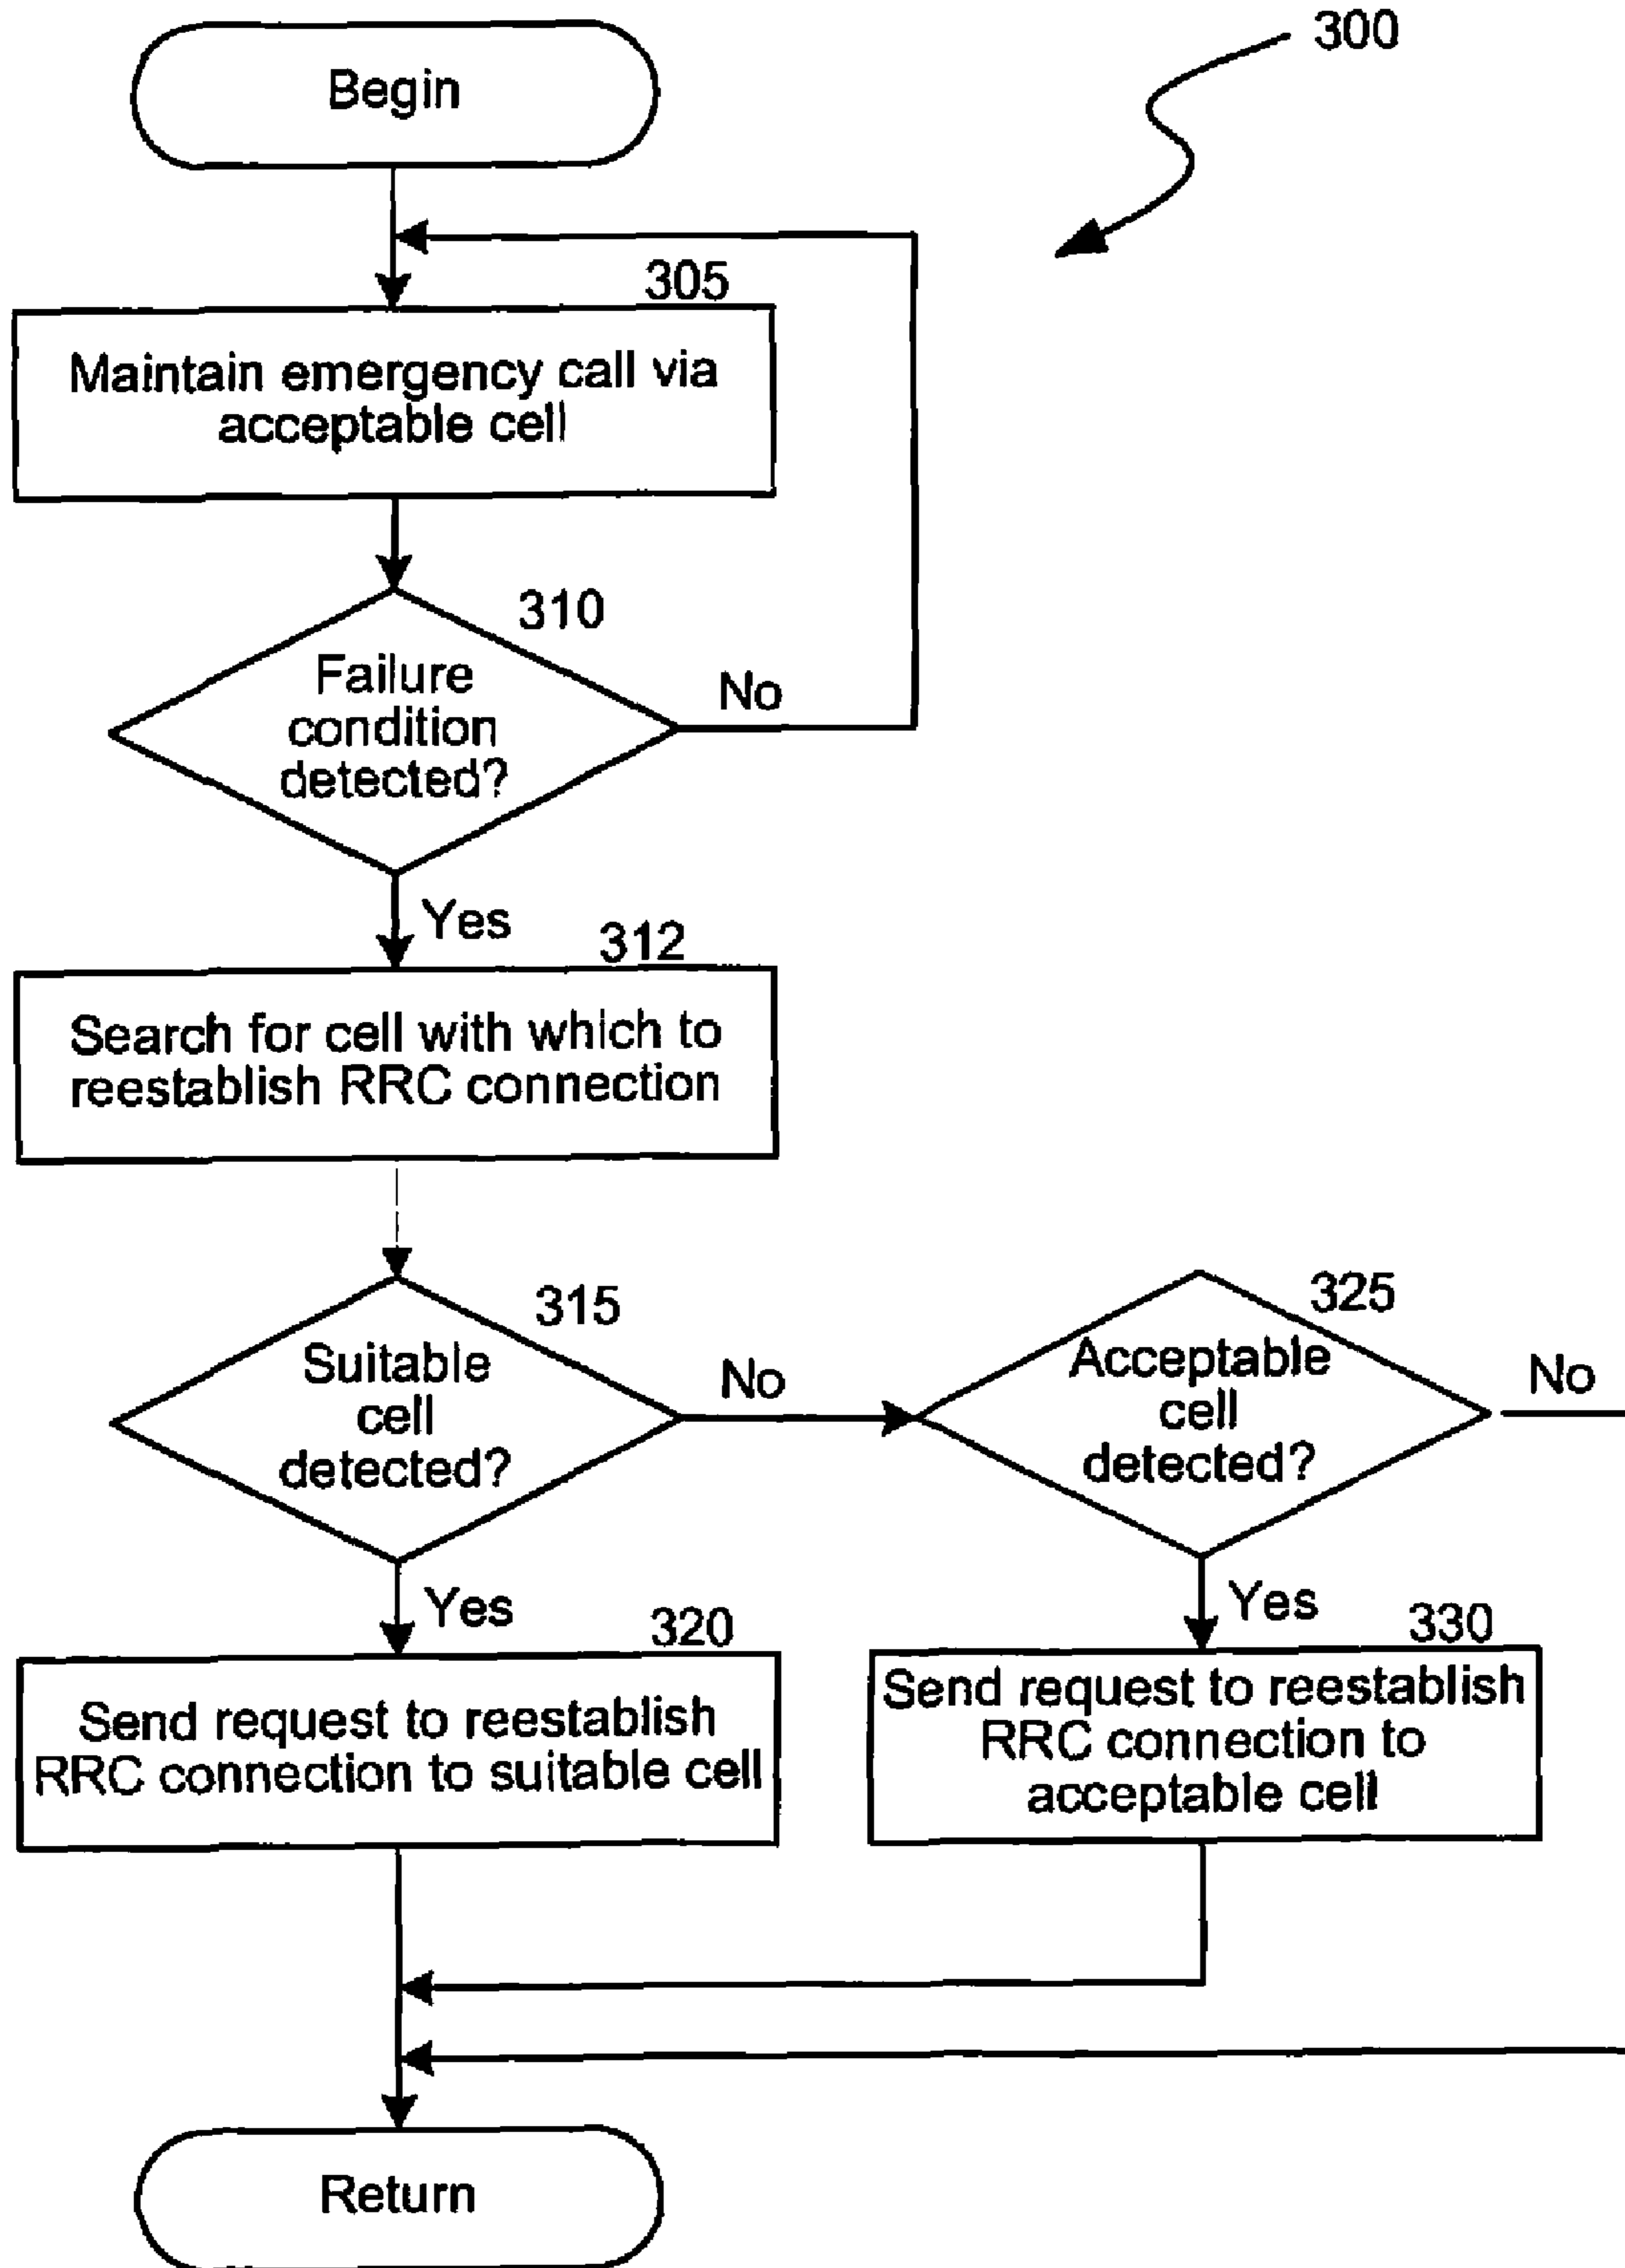 300
Begin
305
Maintain emergency call via
acceptable cell
310
Failure
condition
detected?
No
Yes
312
Search for cell with which to
reestablish RRC connection
315
Suitable
cell
detected?
No
325
Acceptable
cell
detected?
No
Yes
320
Send request to reestablish
RRC connection to suitable cell
Yes
330
Send request to reestablish
RRC connection to
acceptable cell
Return